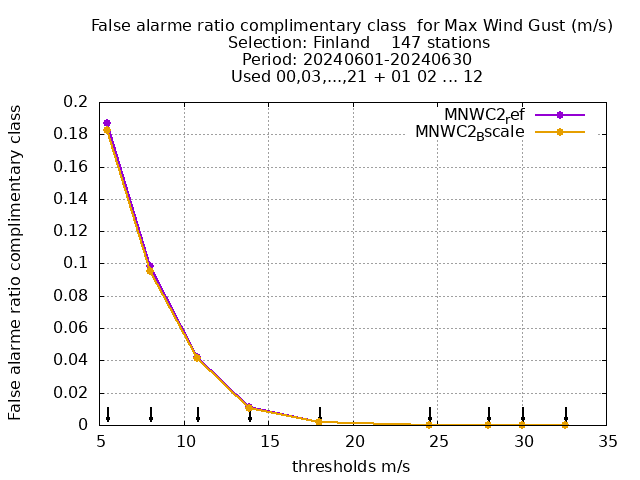 False alarme ratio complimentary class  for Max Wind Gust (m/s)
Selection: Finland    147 stations
Period: 20240601-20240630
Used 00,03,...,21 + 01 02 ... 12
False alarme ratio complimentary class
0.2
0.18
0.16
0.14
0.12
0.1
0.08
0.06
0.04
0.02
0
MNWC2ref
MNWC2Bscale
5 10 15 20 25 30 35
thresholds m/s